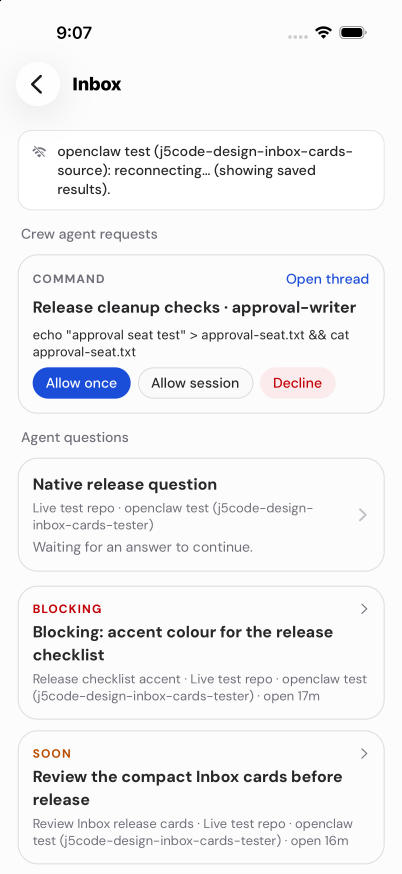 9:07
Inbox
openclaw test (j5code-design-inbox-cards-
source): reconnecting… (showing saved
results).
Crew agent requests
COMMAND
Open thread
Release cleanup checks · approval-writer
echo "approval seat test" > approval-seat.txt && cat
approval-seat.txt
Allow once
Allow session
Decline
Agent questions
Native release question
Live test repo · openclaw test (j5code-design-
inbox-cards-tester)
Waiting for an answer to continue.
BLOCKING
Blocking: accent colour for the release
checklist
Release checklist accent · Live test repo · openclaw test
(j5code-design-inbox-cards-tester) · open 17m
SOON
Review the compact Inbox cards before
release
Review Inbox release cards · Live test repo · openclaw
test (j5code-design-inbox-cards-tester) · open 16m